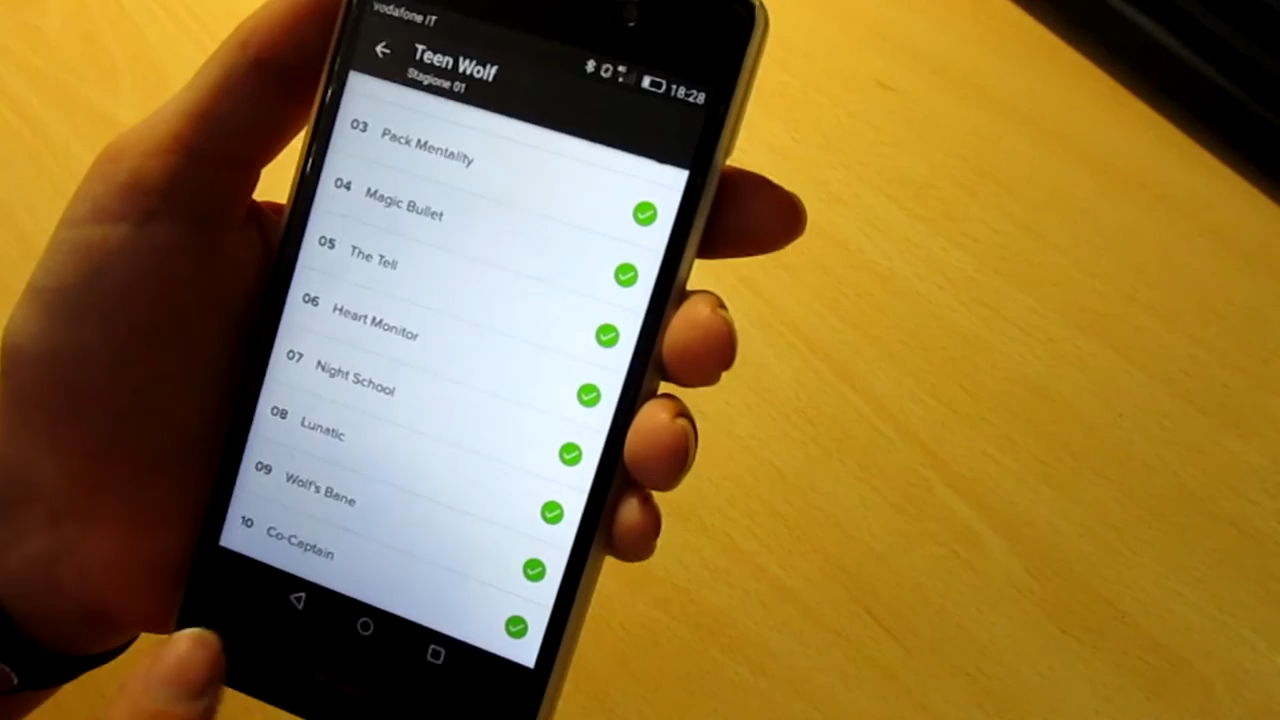 vodafone IT
18:28
Teen Wolf
Stagione 01
03 Pack Mentality
04 Magic Bullet
05 The Tell
06 Heart Monitor
07 Night School
08 Lunatic
09 Wolf's Bane
10 Co-Captain